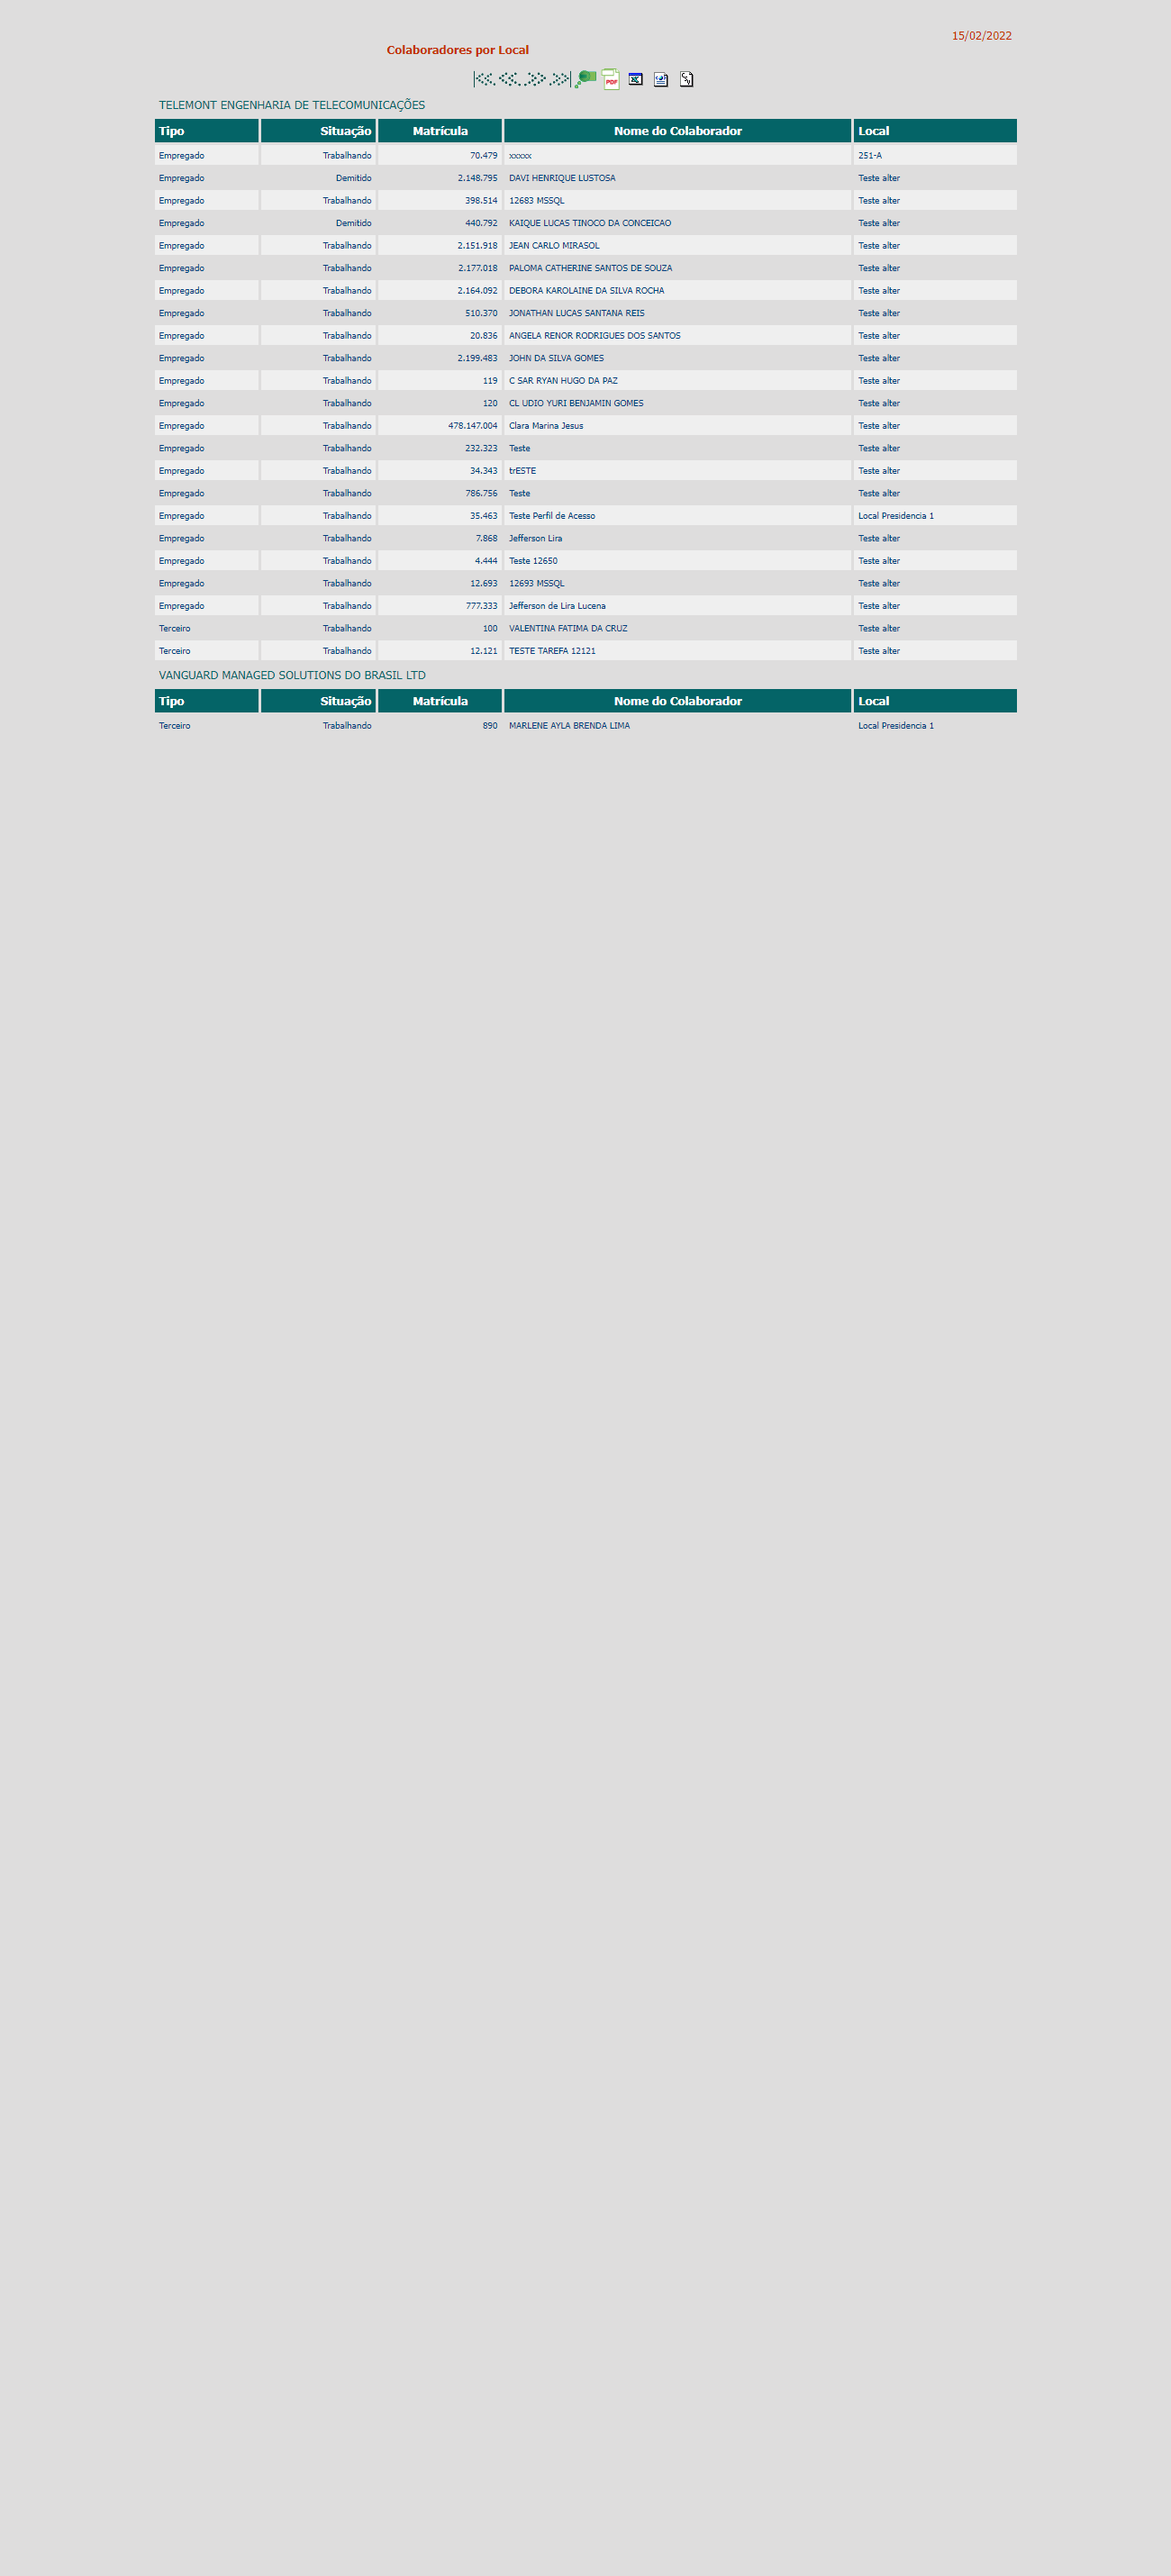 15/02/2022
Colaboradores por Local
PDF
TELEMONT ENGENHARIA DE TELECOMUNICAÇÕES
Tipo Situação Matrícula Nome do Colaborador Local
Empregado Trabalhando 70.479 xxxxx 251-A
Empregado Demitido 2.148.795 DAVI HENRIQUE LUSTOSA Teste alter
Empregado Trabalhando 398.514 12683 MSSQL Teste alter
Empregado Demitido 440.792 KAIQUE LUCAS TINOCO DA CONCEICAO Teste alter
Empregado Trabalhando 2.151.918 JEAN CARLO MIRASOL Teste alter
Empregado Trabalhando 2.177.018 PALOMA CATHERINE SANTOS DE SOUZA Teste alter
Empregado Trabalhando 2.164.092 DEBORA KAROLAINE DA SILVA ROCHA Teste alter
Empregado Trabalhando 510.370 JONATHAN LUCAS SANTANA REIS Teste alter
Empregado Trabalhando 20.836 ANGELA RENOR RODRIGUES DOS SANTOS Teste alter
Empregado Trabalhando 2.199.483 JOHN DA SILVA GOMES Teste alter
Empregado Trabalhando 119 C SAR RYAN HUGO DA PAZ Teste alter
Empregado Trabalhando 120 CL UDIO YURI BENJAMIN GOMES Teste alter
Empregado Trabalhando 478.147.004 Clara Marina Jesus Teste alter
Empregado Trabalhando 232.323 Teste Teste alter
Empregado Trabalhando 34.343 trESTE Teste alter
Empregado Trabalhando 786.756 Teste Teste alter
Empregado Trabalhando 35.463 Teste Perfil de Acesso Local Presidencia 1
Empregado Trabalhando 7.868 Jefferson Lira Teste alter
Empregado Trabalhando 4.444 Teste 12650 Teste alter
Empregado Trabalhando 12.693 12693 MSSQL Teste alter
Empregado Trabalhando 777.333 Jefferson de Lira Lucena Teste alter
Terceiro Trabalhando 100 VALENTINA FATIMA DA CRUZ Teste alter
Terceiro Trabalhando 12.121 TESTE TAREFA 12121 Teste alter
VANGUARD MANAGED SOLUTIONS DO BRASIL LTD
Tipo Situação Matrícula Nome do Colaborador Local
Terceiro Trabalhando 890 MARLENE AYLA BRENDA LIMA Local Presidencia 1